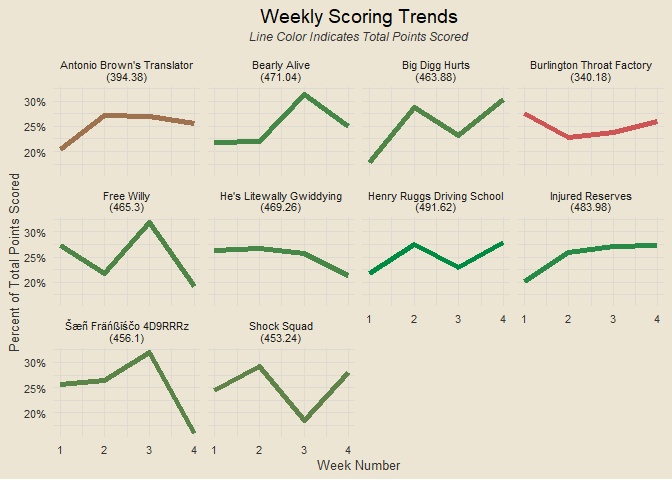 Weekly Scoring Trends
Line Color Indicates Total Points Scored
Percent of Total Points Scored
Antonio Brown's Translator
(394.38)
Bearly Alive
(471.04)
Big Digg Hurts
(463.88)
Burlington Throat Factory
(340.18)
30%
25%
20%
Free Willy
(465.3)
He's Litewally Gwiddying
(469.26)
Henry Ruggs Driving School
(491.62)
Injured Reserves
(483.98)
30%
25%
20%
1 2 3 4
1 2 3 4
Šæñ Fráńßíśčo 4D9RRRz
(456.1)
Shock Squad
(453.24)
30%
25%
20%
1 2 3 4
1 2 3 4
Week Number